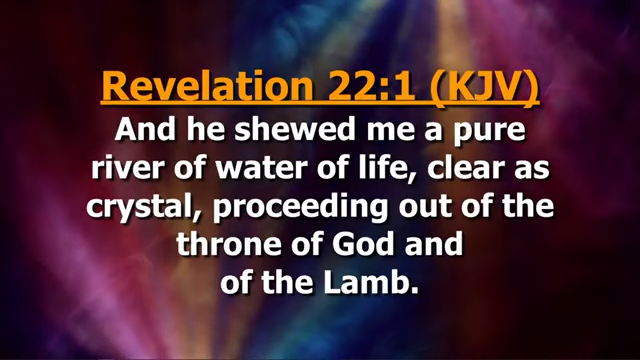 Revelation 22:1 (KJV)
And he shewed me a pure
river of water of life, clear as
crystal, proceeding out of the
throne of God and
of the Lamb.